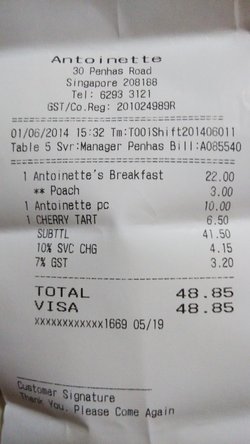 Antoinette
30 Penhas Road
Singapore 208188
Tel: 6293 3121
GST/Co.Reg: 201024989R
01/06/2014 15:32 Tm:T001Shift201406011
Table 5 Svr:Manager Penhas Bill:A085540
1 Antoinette's Breakfast 22.00
** Poach 3.00
1 Antoinette pc 10.00
1 CHERRY TART 6.50
SUBTTL 41.50
10% SVC CHG 4.15
7% GST 3.20
TOTAL 48.85
VISA 48.85
xxxxxxxxxxxx1669 05/19
Customer Signature
Thank You, Please Come Again